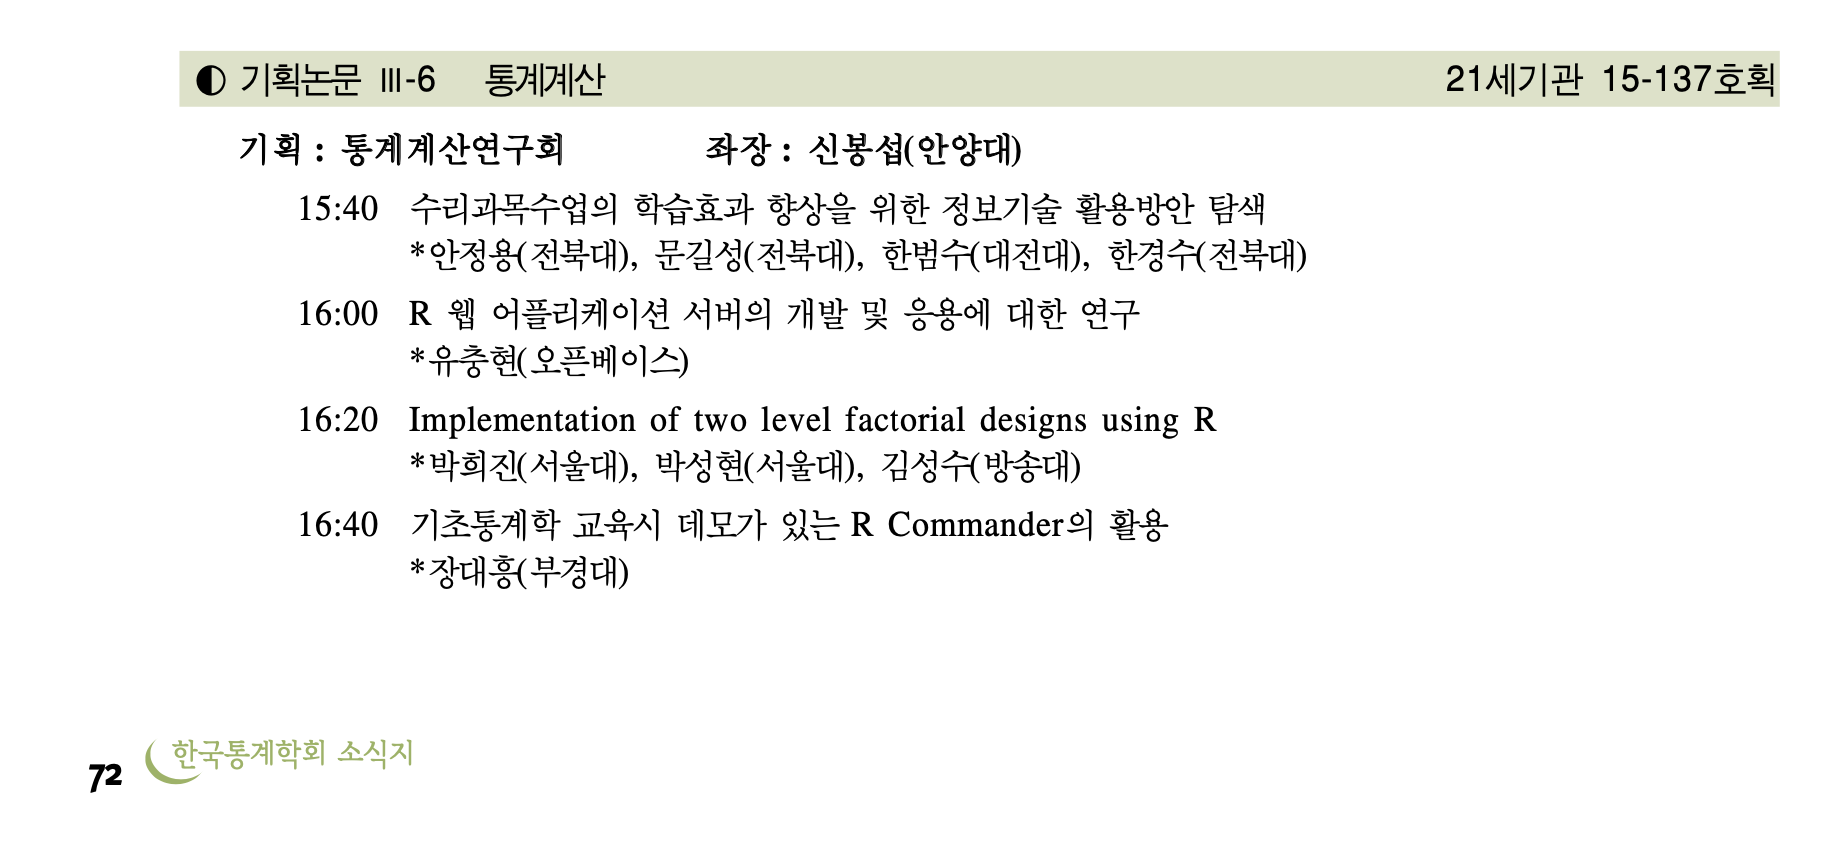 ◐ 기획논문 Ⅲ-6 통계계산 21세기관 15-137호획
기획 : 통계계산연구회 좌장 : 신봉섭(안양대)
15:40 수리과목수업의 학습효과 향상을 위한 정보기술 활용방안 탐색
*안정용(전북대), 문길성(전북대), 한범수(대전대), 한경수(전북대)
16:00 R 웹 어플리케이션 서버의 개발 및 응용에 대한 연구
*유충현(오픈베이스)
16:20 Implementation of two level factorial designs using R
*박희진(서울대), 박성현(서울대), 김성수(방송대)
16:40 기초통계학 교육시 데모가 있는 R Commander의 활용
*장대흥(부경대)
72 한국통계학회 소식지